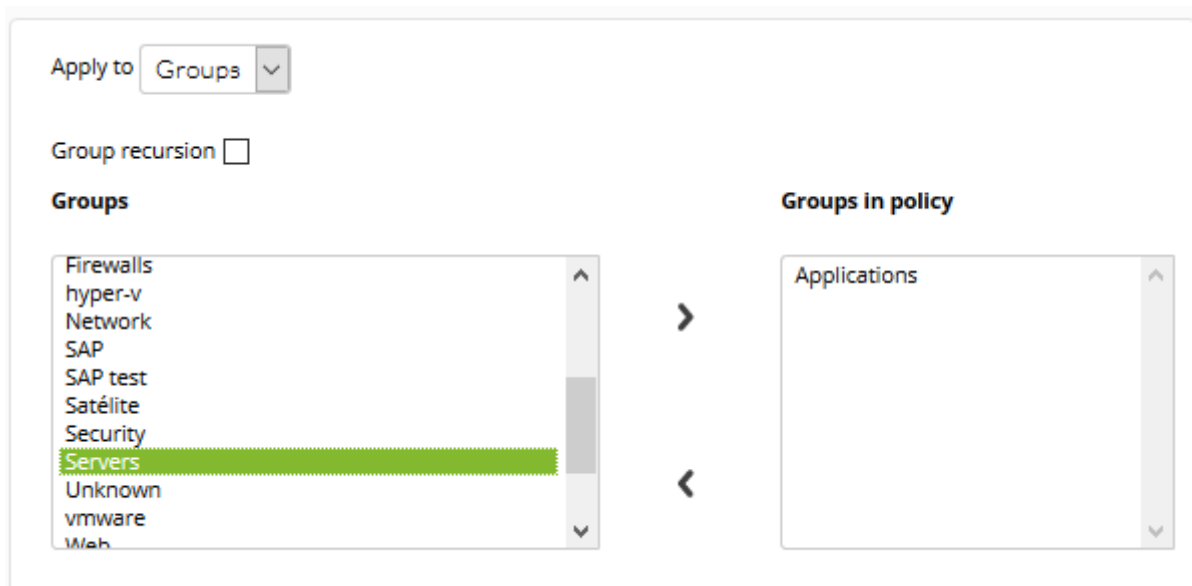 Apply to Groups
Group recursion
Groups
Groups in policy
Firewalls
hyper-v
Network
SAP
SAP test
Satélite
Security
Servers
Unknown
vmware
Web
Applications